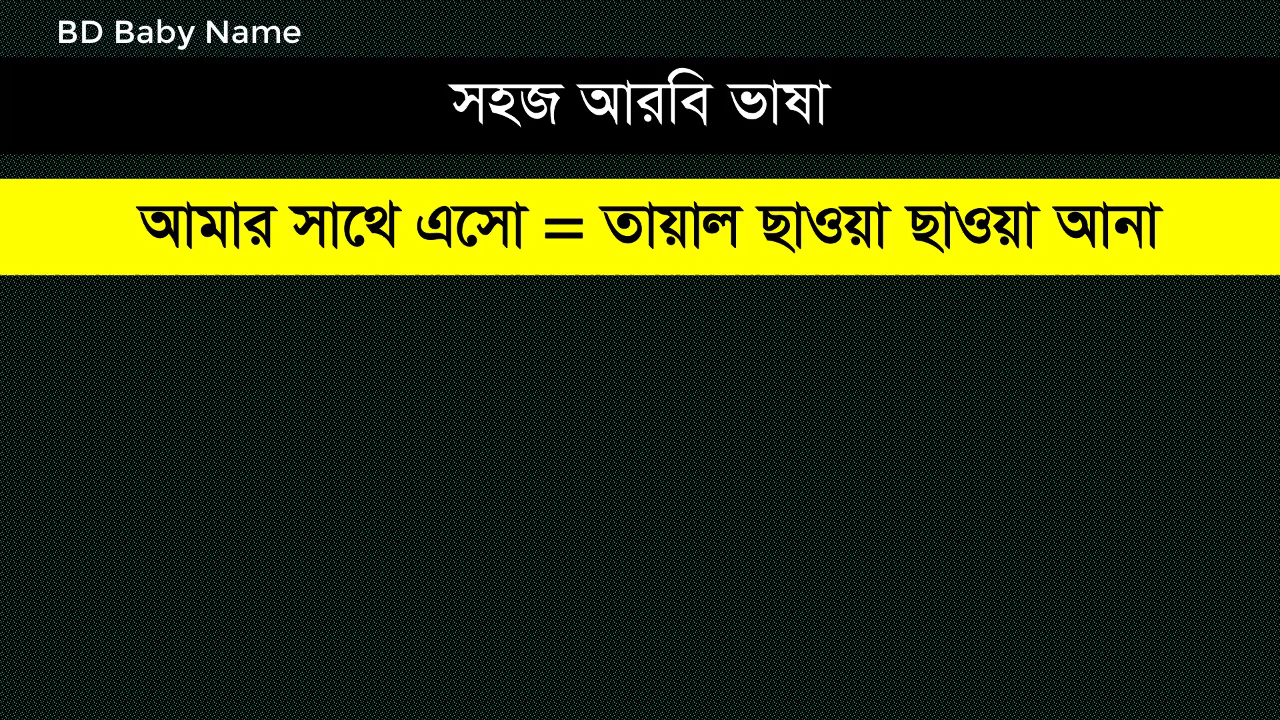 BD Baby Name
সহজ আরবি ভাষা
আমার সাথে এসো = তায়াল ছাওয়া ছাওয়া আনা